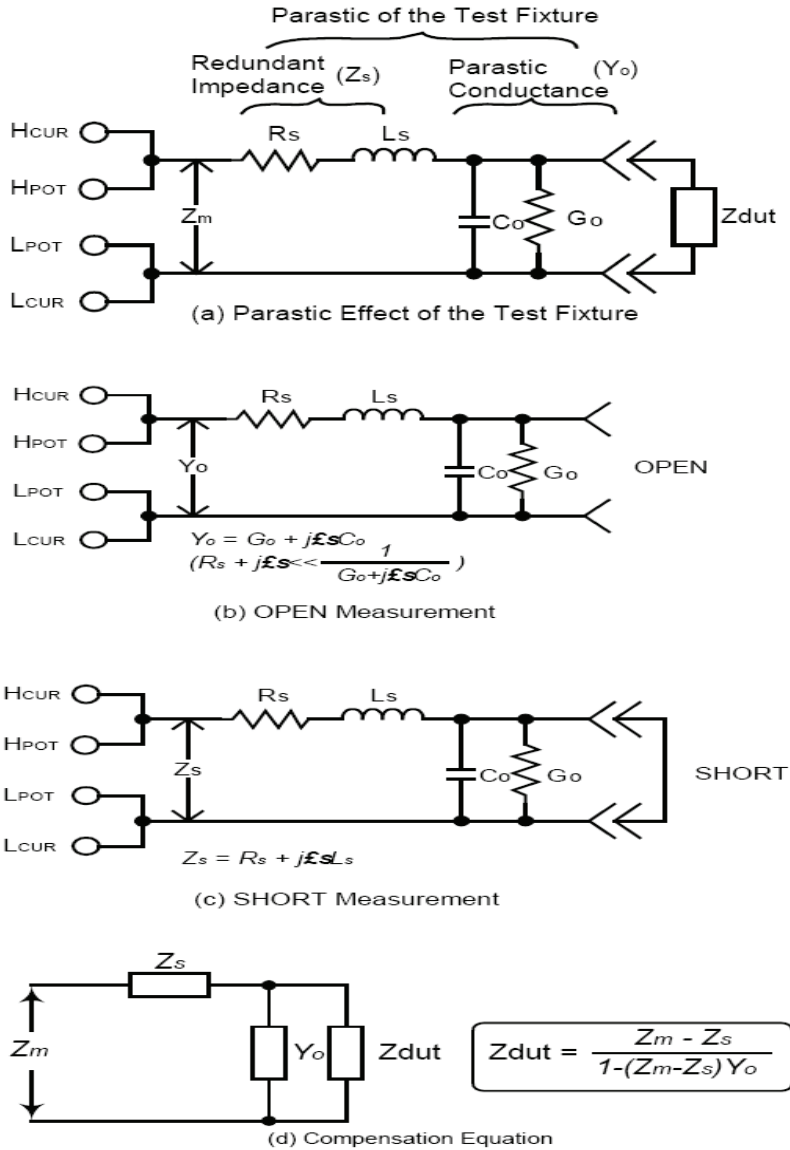 Parastic of the Test Fixture
Redundant Impedance (Zs)
Parastic Conductance (Yo)
HCUR
HPOT
LPOT
LCUR
Rs
Ls
Zm
Co
Go
Zdut
(a) Parastic Effect of the Test Fixture
HCUR
HPOT
LPOT
LCUR
Rs
Ls
Yo
Co
Go
OPEN
Yo = Go + j£sCo
(Rs + j£s<< 1 / Go+j£sCo )
(b) OPEN Measurement
HCUR
HPOT
LPOT
LCUR
Rs
Ls
Zs
Co
Go
SHORT
Zs = Rs + j£sLs
(c) SHORT Measurement
Zs
Zm
Yo
Zdut
Zdut = Zm - Zs / 1-(Zm-Zs)Yo
(d) Compensation Equation